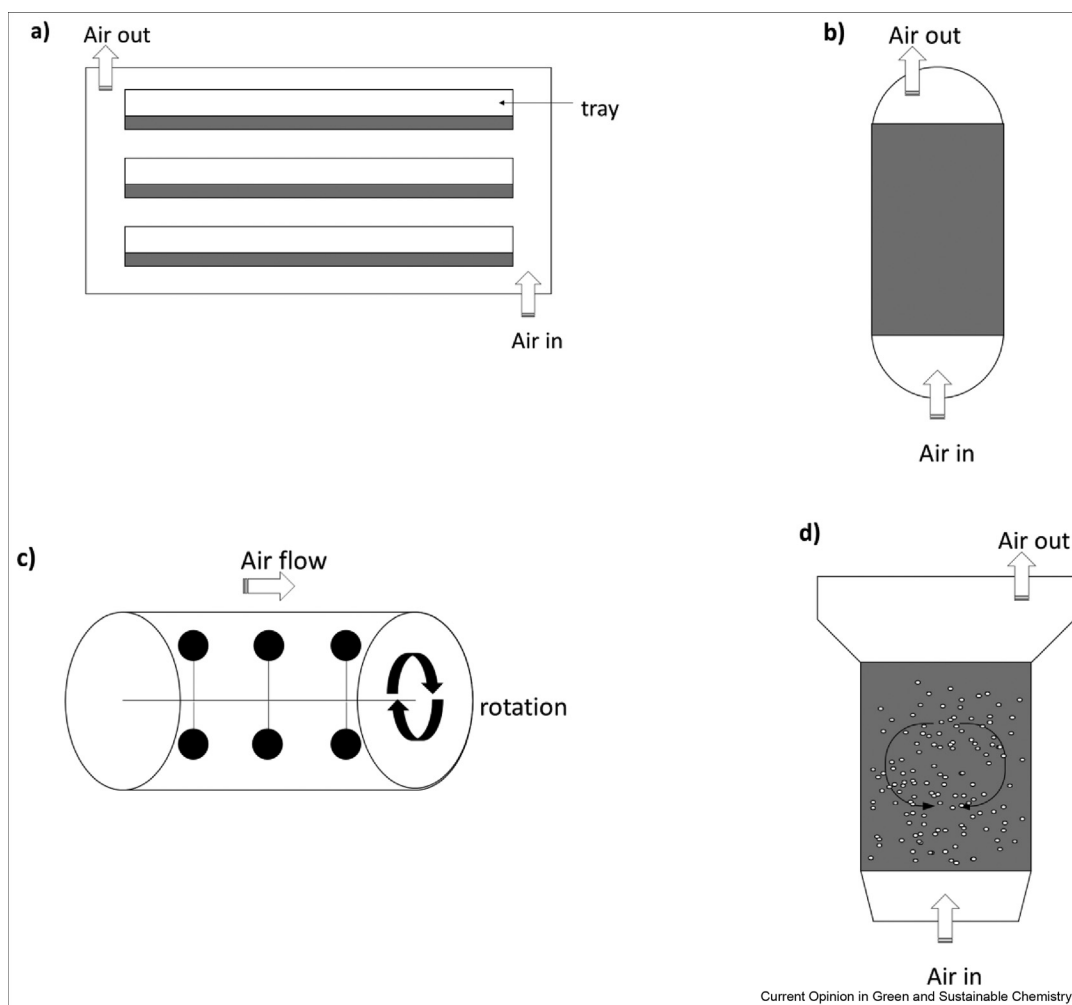 a)
Air out
tray
Air in
b)
Air out
Air in
c)
Air flow
rotation
d)
Air out
Air in
Current Opinion in Green and Sustainable Chemistry